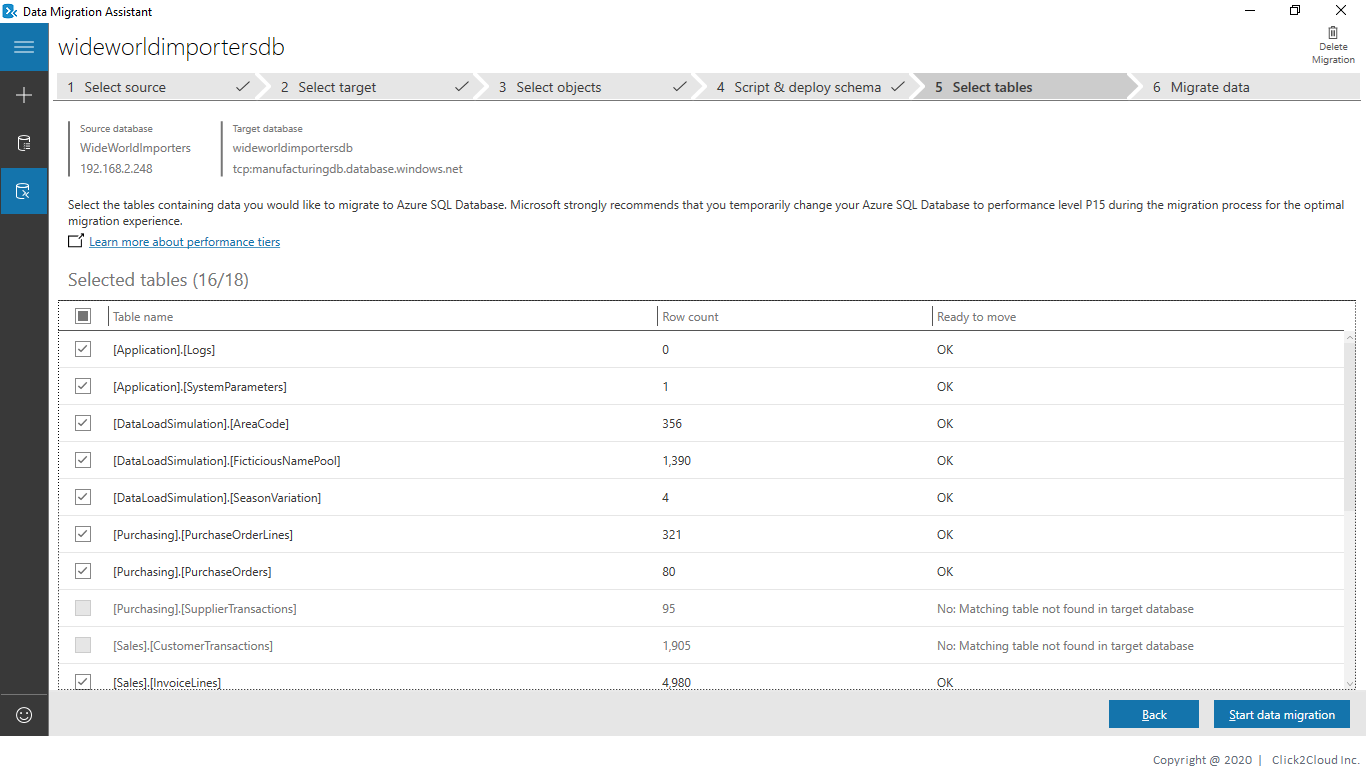 Data Migration Assistant
wideworldimportersdb
Delete
Migration
1 Select source
2 Select target
3 Select objects
4 Script & deploy schema
5 Select tables
6 Migrate data
Source database
WideWorldImporters
192.168.2.248
Target database
wideworldimportersdb
tcp:manufacturingdb.database.windows.net
Select the tables containing data you would like to migrate to Azure SQL Database. Microsoft strongly recommends that you temporarily change your Azure SQL Database to performance level P15 during the migration process for the optimal
migration experience.
Learn more about performance tiers
Selected tables (16/18)
Table name Row count Ready to move
[Application].[Logs] 0 OK
[Application].[SystemParameters] 1 OK
[DataLoadSimulation].[AreaCode] 356 OK
[DataLoadSimulation].[FicticiousNamePool] 1,390 OK
[DataLoadSimulation].[SeasonVariation] 4 OK
[Purchasing].[PurchaseOrderLines] 321 OK
[Purchasing].[PurchaseOrders] 80 OK
[Purchasing].[SupplierTransactions] 95 No: Matching table not found in target database
[Sales].[CustomerTransactions] 1,905 No: Matching table not found in target database
[Sales].[InvoiceLines] 4,980 OK
Back
Start data migration
Copyright @ 2020 | Click2Cloud Inc.